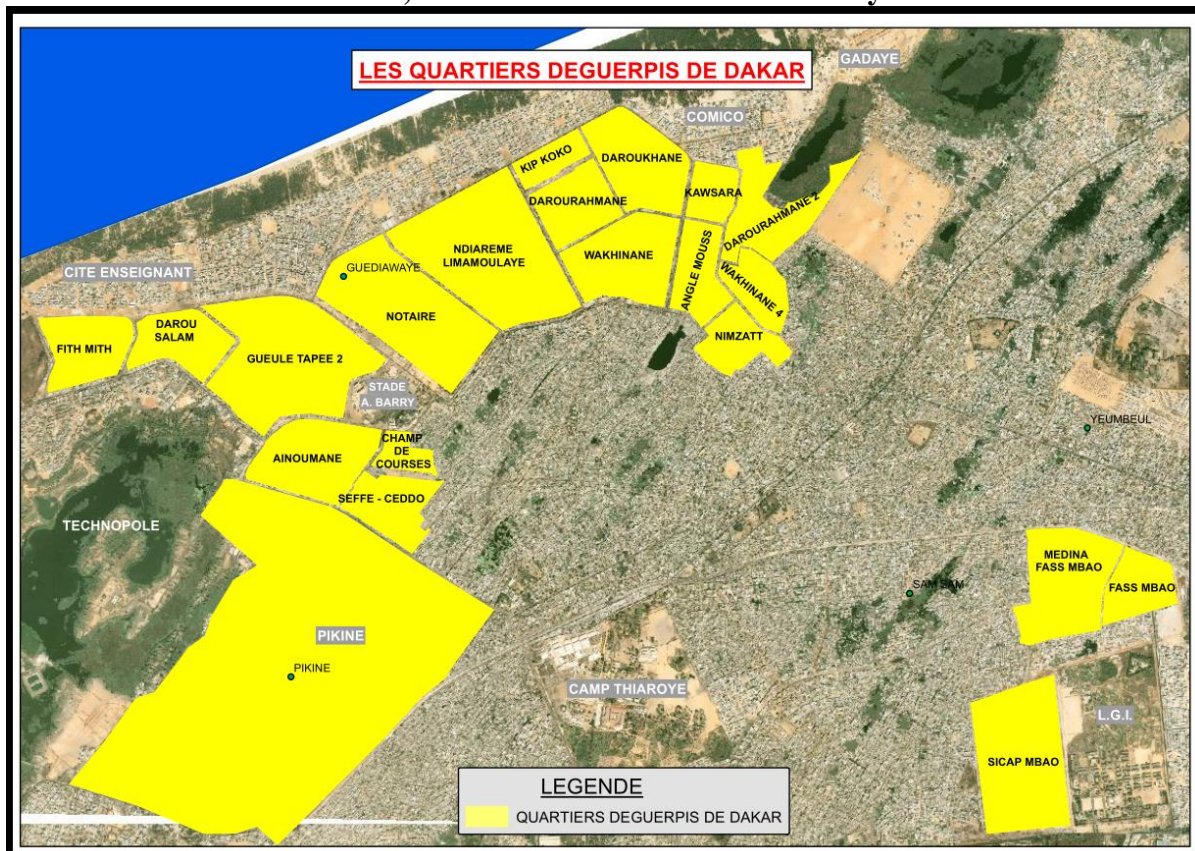 LES QUARTIERS DEGUERPIS DE DAKAR
GADAYE
COMICO
KIP KOKO
DAROUKHANE
KAWSARA
DAROURAHMANE
DAROURAHMANE 2
NDIAREME
LIMAMOULAYE
WAKHINANE
ANGLE MOUSS
WAKHINANE 4
CITE ENSEIGNANT
GUEDIAWAYE
NOTAIRE
NIMZATT
FITH MITH
DAROU
SALAM
GUEULE TAPEE 2
STADE
A. BARRY
YEUMBEUL
AINOUMANE
CHAMP
DE
COURSES
SEFFE - CEDDO
TECHNOPOLE
MEDINA
FASS MBAO
FASS MBAO
SAM SAM
PIKINE
PIKINE
CAMP THIAROYE
L.G.I.
SICAP MBAO
LEGENDE
QUARTIERS DEGUERPIS DE DAKAR